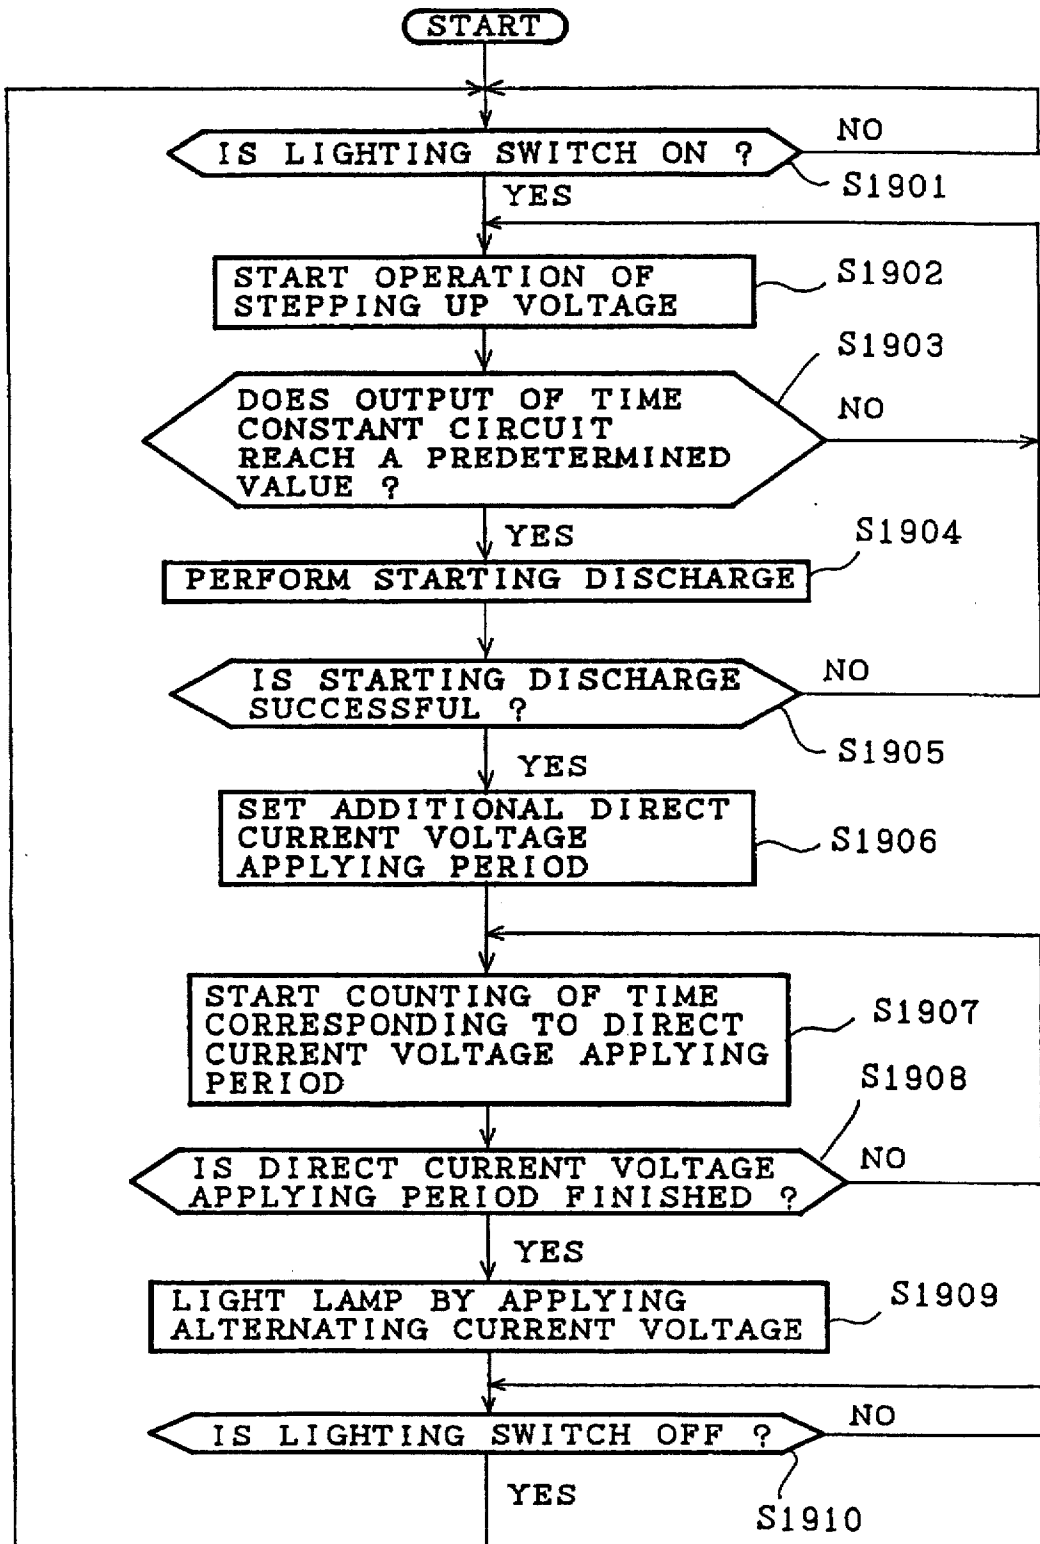 START
IS LIGHTING SWITCH ON ?
NO
S1901
YES
START OPERATION OF
STEPPING UP VOLTAGE
S1902
S1903
DOES OUTPUT OF TIME
CONSTANT CIRCUIT
REACH A PREDETERMINED
VALUE ?
NO
YES
S1904
PERFORM STARTING DISCHARGE
IS STARTING DISCHARGE
SUCCESSFUL ?
NO
S1905
YES
SET ADDITIONAL DIRECT
CURRENT VOLTAGE
APPLYING PERIOD
S1906
START COUNTING OF TIME
CORRESPONDING TO DIRECT
CURRENT VOLTAGE APPLYING
PERIOD
S1907
S1908
IS DIRECT CURRENT VOLTAGE
APPLYING PERIOD FINISHED ?
NO
YES
LIGHT LAMP BY APPLYING
ALTERNATING CURRENT VOLTAGE
S1909
IS LIGHTING SWITCH OFF ?
NO
YES
S1910